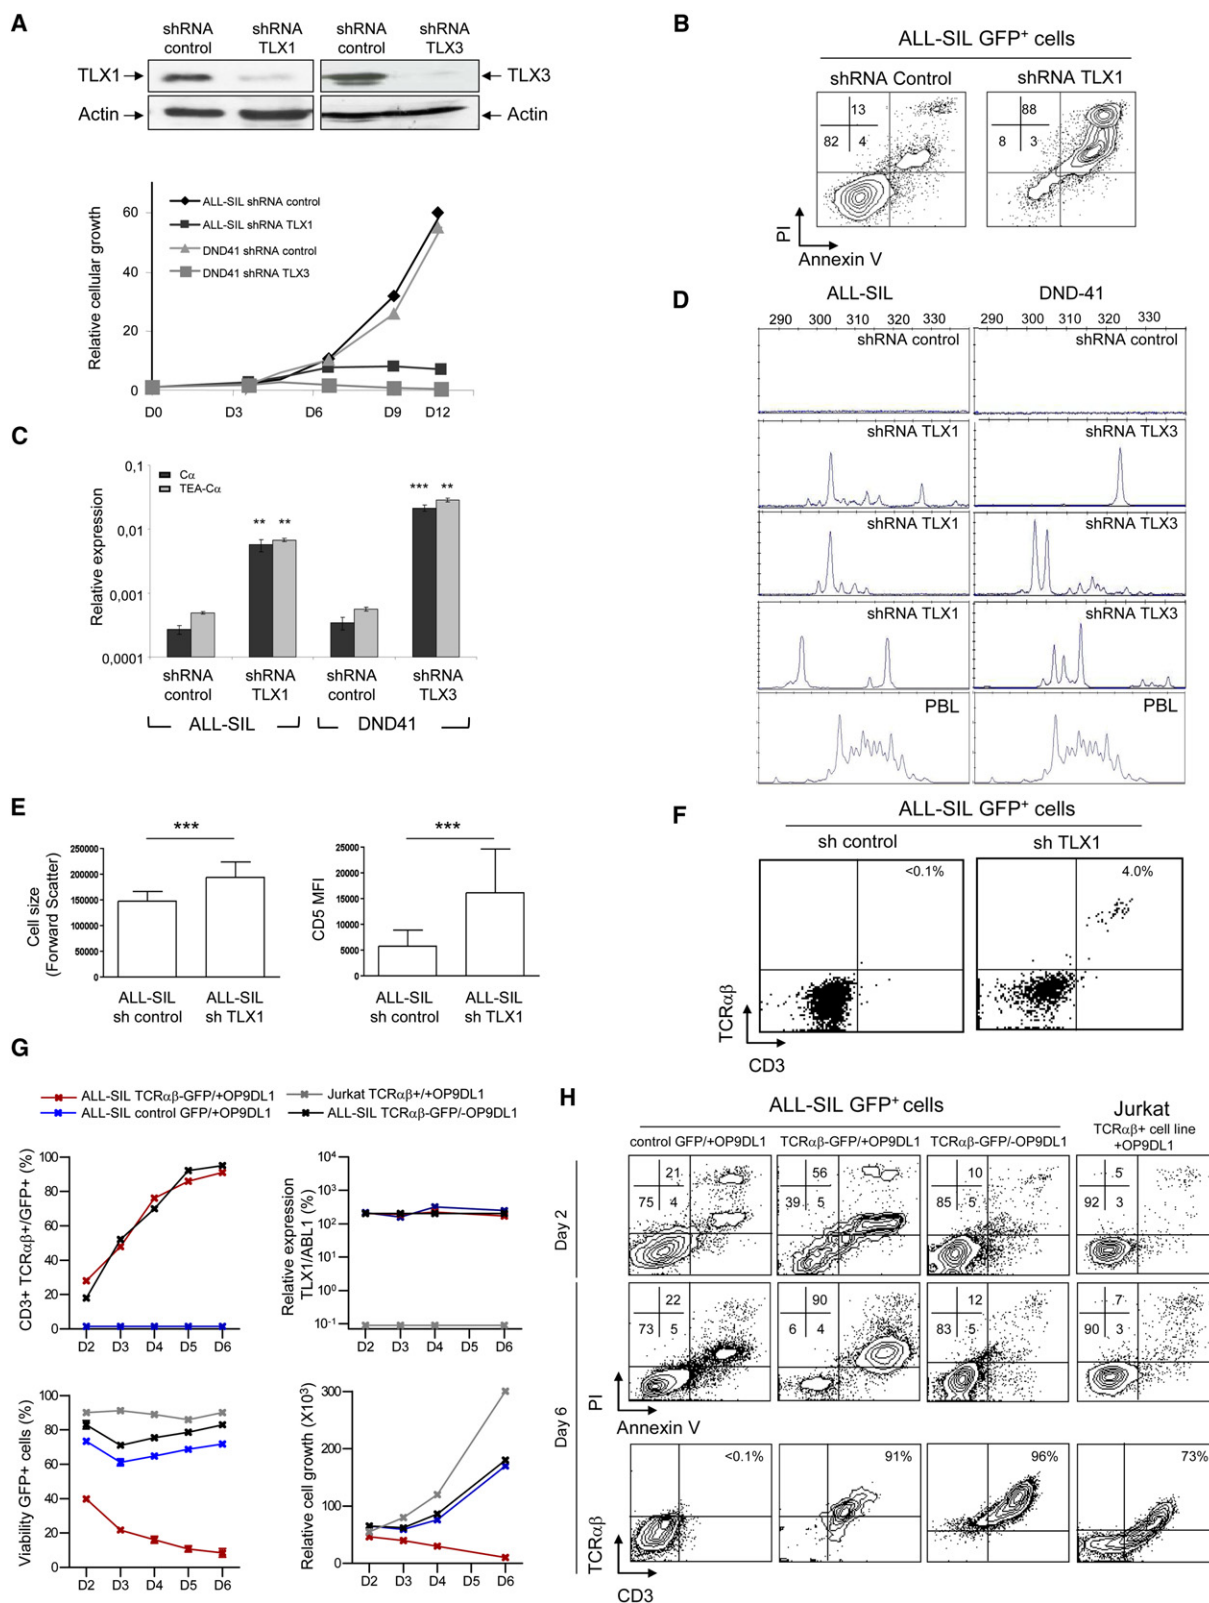 A
shRNA control
shRNA TLX1
shRNA control
shRNA TLX3
TLX1
TLX3
Actin
Actin
Relative cellular growth
60
40
20
0
D0 D3 D6 D9 D12
ALL-SIL shRNA control
ALL-SIL shRNA TLX1
DND41 shRNA control
DND41 shRNA TLX3
B
ALL-SIL GFP+ cells
shRNA Control
shRNA TLX1
13
82 4
88
8 3
PI
Annexin V
C
Relative expression
0,1
0,01
0,001
0,0001
Cα
TEA-Cα
** **
*** **
shRNA control
shRNA TLX1
shRNA control
shRNA TLX3
ALL-SIL
DND41
D
ALL-SIL
DND-41
290 300 310 320 330
290 300 310 320 330
shRNA control
shRNA control
shRNA TLX1
shRNA TLX3
shRNA TLX1
shRNA TLX3
shRNA TLX1
shRNA TLX3
PBL
PBL
E
***
Cell size
(Forward Scatter)
250000
200000
150000
100000
50000
0
ALL-SIL
sh control
ALL-SIL
sh TLX1
***
CD5 MFI
25000
20000
15000
10000
5000
0
ALL-SIL
sh control
ALL-SIL
sh TLX1
F
ALL-SIL GFP+ cells
sh control
sh TLX1
<0.1%
4.0%
TCRαβ
CD3
G
ALL-SIL TCRαβ-GFP/+OP9DL1
Jurkat TCRαβ+/+OP9DL1
ALL-SIL control GFP/+OP9DL1
ALL-SIL TCRαβ-GFP/-OP9DL1
CD3+ TCRαβ+/GFP+ (%)
100
80
60
40
20
0
D2 D3 D4 D5 D6
Relative expression
TLX1/ABL1 (%)
10⁴
10³
10²
10¹
10⁰
10⁻¹
D2 D3 D4 D5 D6
Viability GFP+ cells (%)
100
80
60
40
20
0
D2 D3 D4 D5 D6
Relative cell growth (X10³)
300
200
100
0
D2 D3 D4 D5 D6
H
ALL-SIL GFP+ cells
Jurkat
control GFP/+OP9DL1
TCRαβ-GFP/+OP9DL1
TCRαβ-GFP/-OP9DL1
TCRαβ+ cell line
+OP9DL1
Day 2
21
75 4
56
39 5
10
85 5
5
92 3
Day 6
22
73 5
90
6 4
12
83 5
7
90 3
PI
Annexin V
<0.1%
91%
96%
73%
TCRαβ
CD3